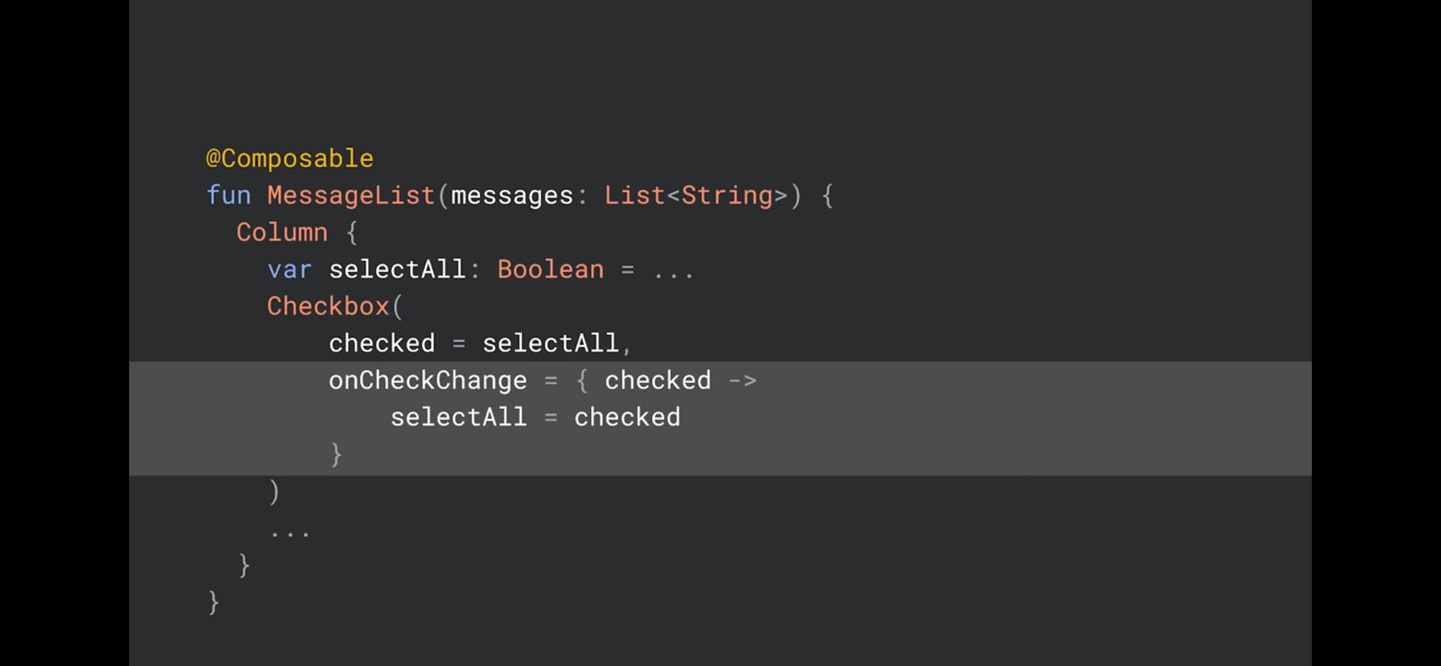 @Composable
fun MessageList(messages: List<String>) {
  Column {
    var selectAll: Boolean = ...
    Checkbox(
        checked = selectAll,
        onCheckChange = { checked ->
            selectAll = checked
        }
    )
    ...
  }
}